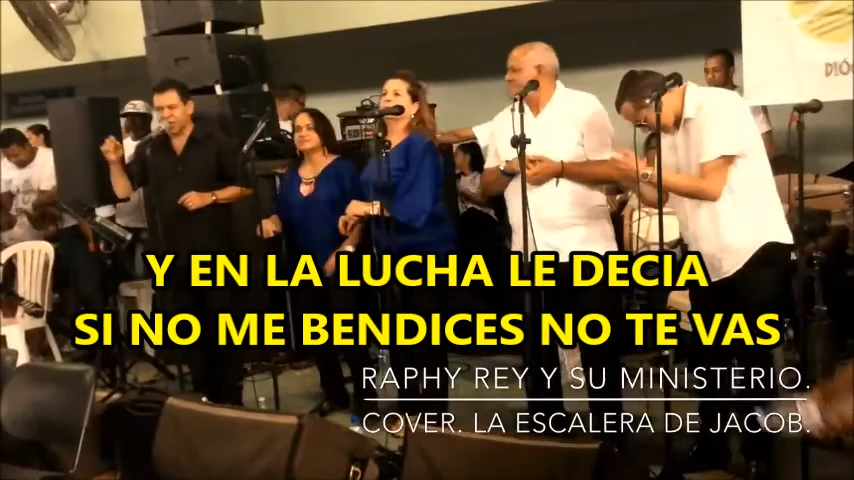 DIÓ
Y EN LA LUCHA LE DECIA
SI NO ME BENDICES NO TE VAS
RAPHY REY Y SU MINISTERIO.
COVER. LA ESCALERA DE JACOB.